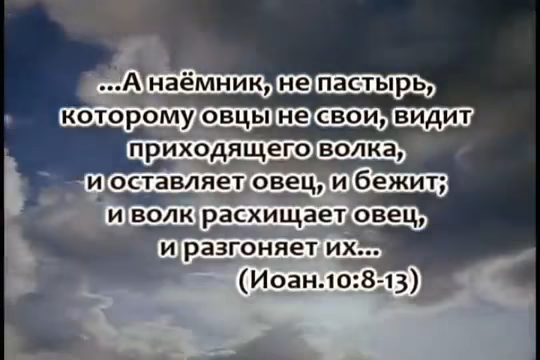 ...А наёмник, не пастырь,
которому овцы не свои, видит
приходящего волка,
и оставляет овец, и бежит;
и волк расхищает овец,
и разгоняет их...
(Иоан.10:8-13)